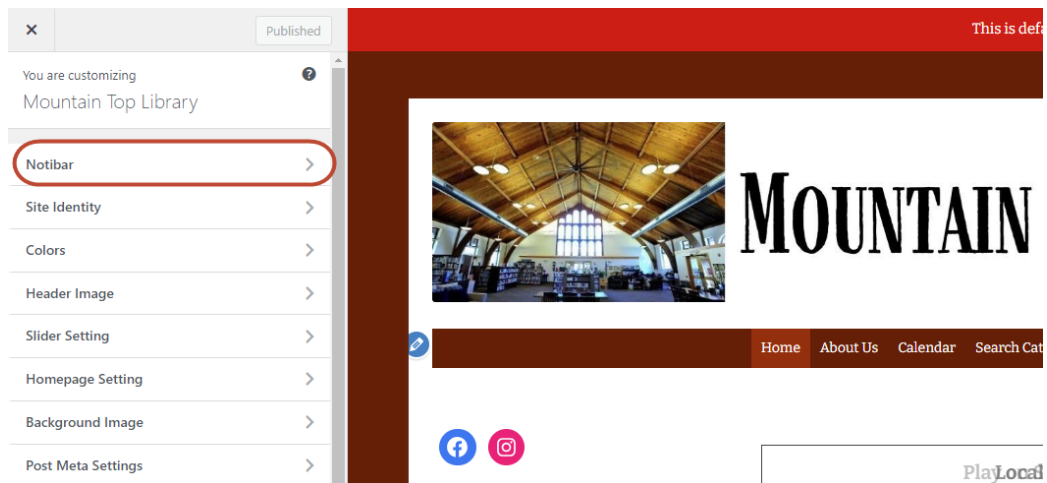 Published
You are customizing
Mountain Top Library
Notibar
Site Identity
Colors
Header Image
Slider Setting
Homepage Setting
Background Image
Post Meta Settings
This is defa
MOUNTAIN
Home About Us Calendar Search Cat
Local